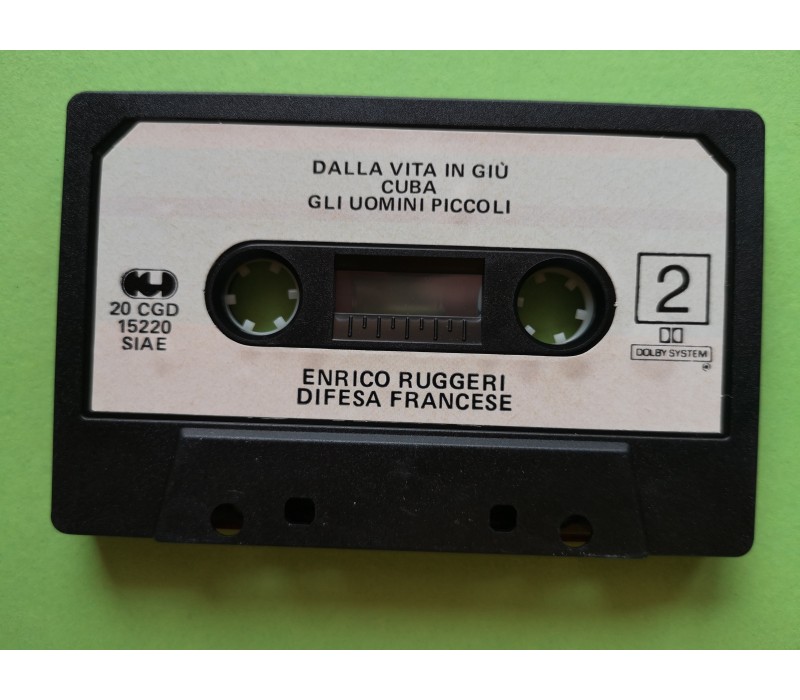 DALLA VITA IN GIÙ
CUBA
GLI UOMINI PICCOLI
20 CGD
15220
SIAE
2
DOLBY SYSTEM
ENRICO RUGGERI
DIFESA FRANCESE